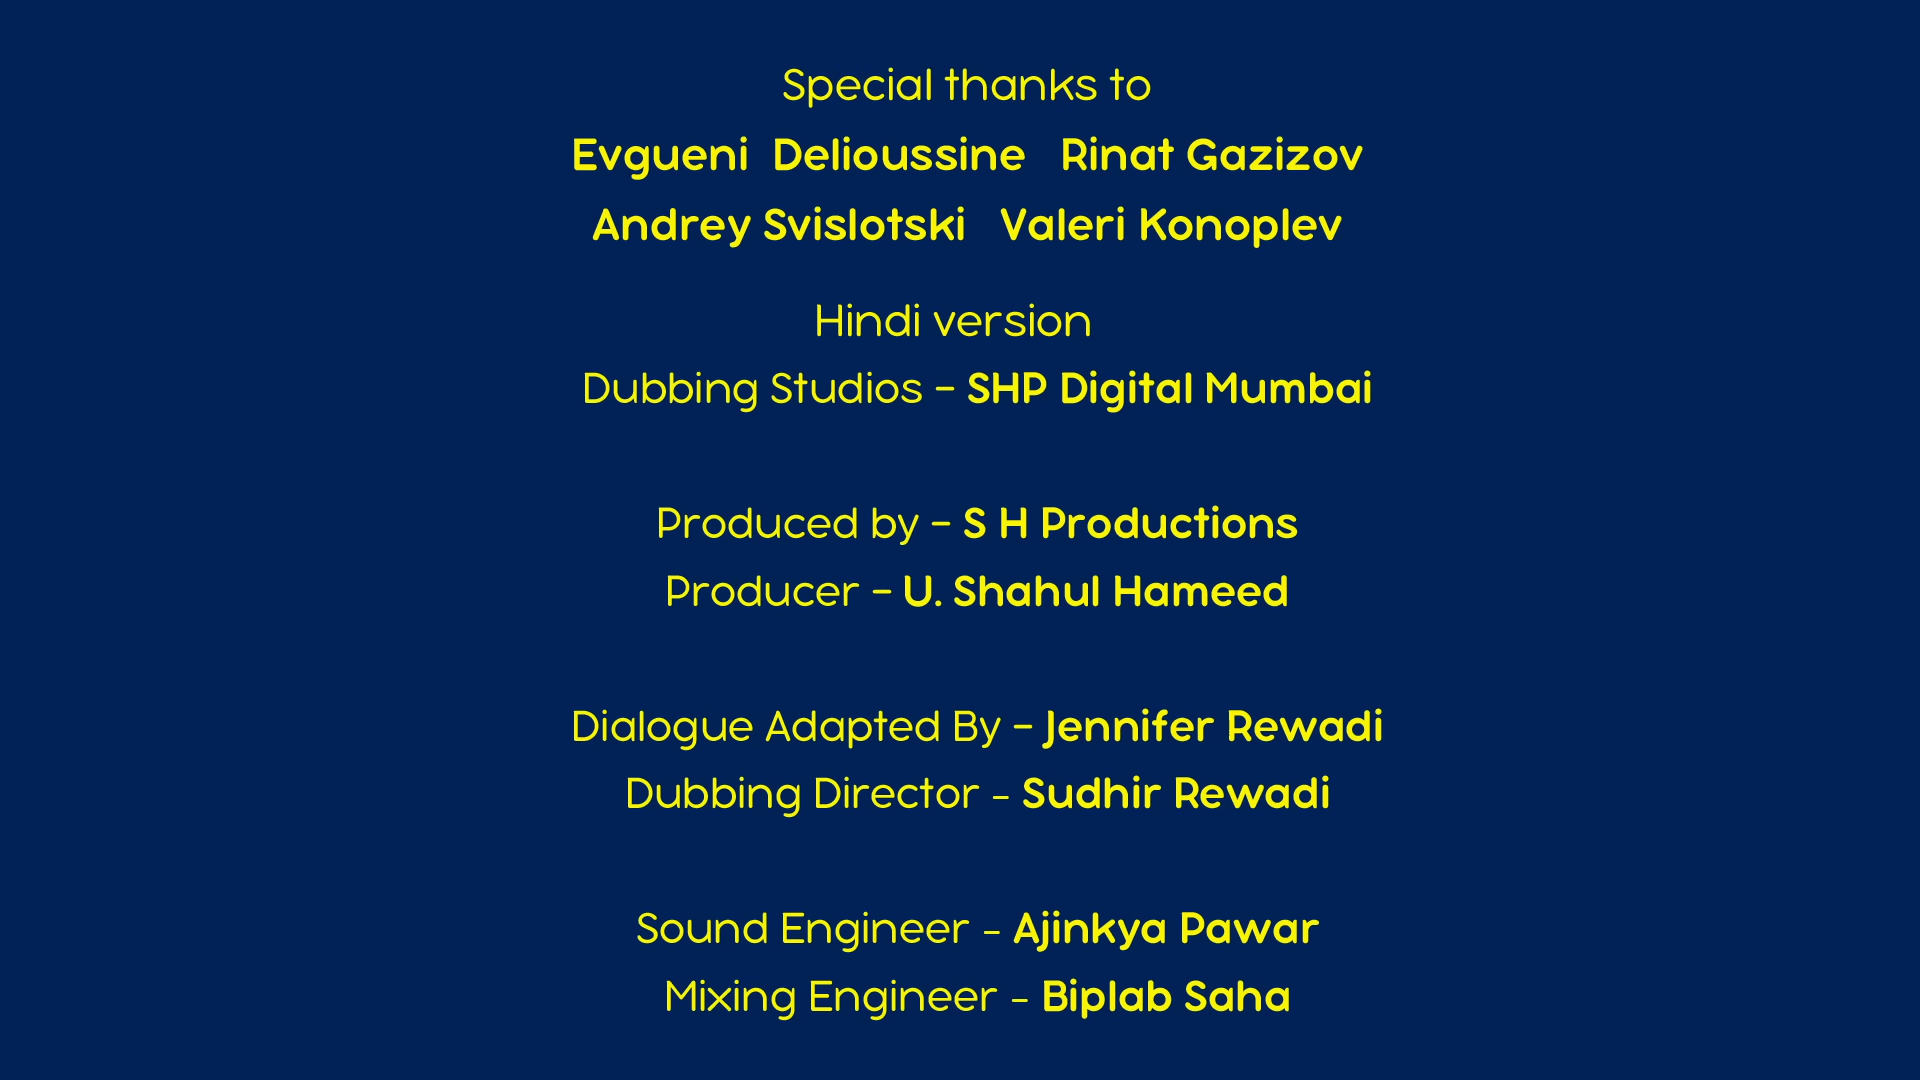 Special thanks to
Evgueni Delioussine Rinat Gazizov
Andrey Svislotski Valeri Konoplev
Hindi version
Dubbing Studios - SHP Digital Mumbai
Produced by - S H Productions
Producer - U. Shahul Hameed
Dialogue Adapted By - Jennifer Rewadi
Dubbing Director - Sudhir Rewadi
Sound Engineer - Ajinkya Pawar
Mixing Engineer - Biplab Saha